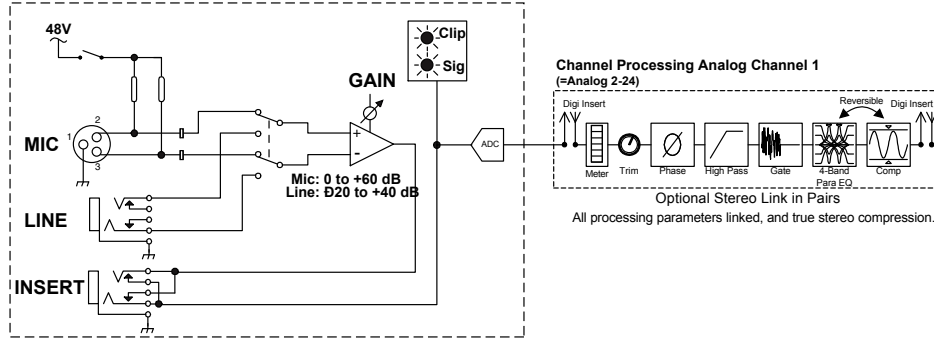 48V
Clip
Sig
GAIN
MIC
1
2
3
+
-
Mic: 0 to +60 dB
Line: Ð20 to +40 dB
LINE
INSERT
ADC
Channel Processing Analog Channel 1
(=Analog 2-24)
Digi Insert
Reversible
Digi Insert
Meter
Trim
Phase
High Pass
Gate
4-Band
Para EQ
Comp
Optional Stereo Link in Pairs
All processing parameters linked, and true stereo compression.